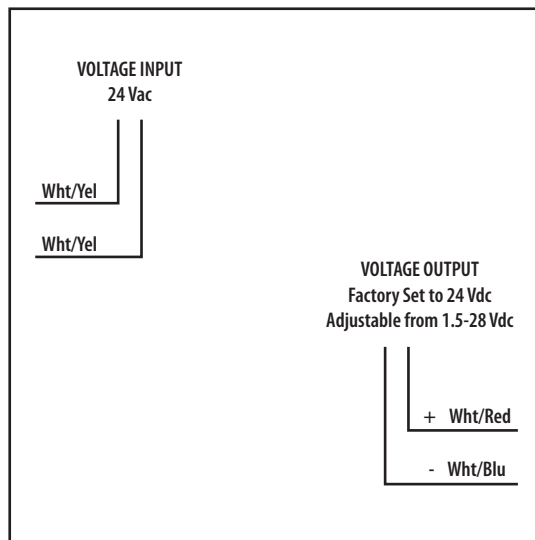 VOLTAGE INPUT
24 Vac
Wht/Yel
Wht/Yel
VOLTAGE OUTPUT
Factory Set to 24 Vdc
Adjustable from 1.5-28 Vdc
+ Wht/Red
- Wht/Blu